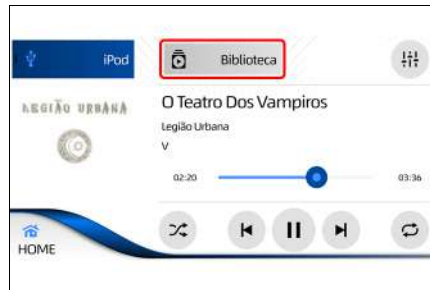 iPod
Biblioteca
LEGIÃO URBANA
O Teatro Dos Vampiros
Legião Urbana
V
02:20
03:36
HOME